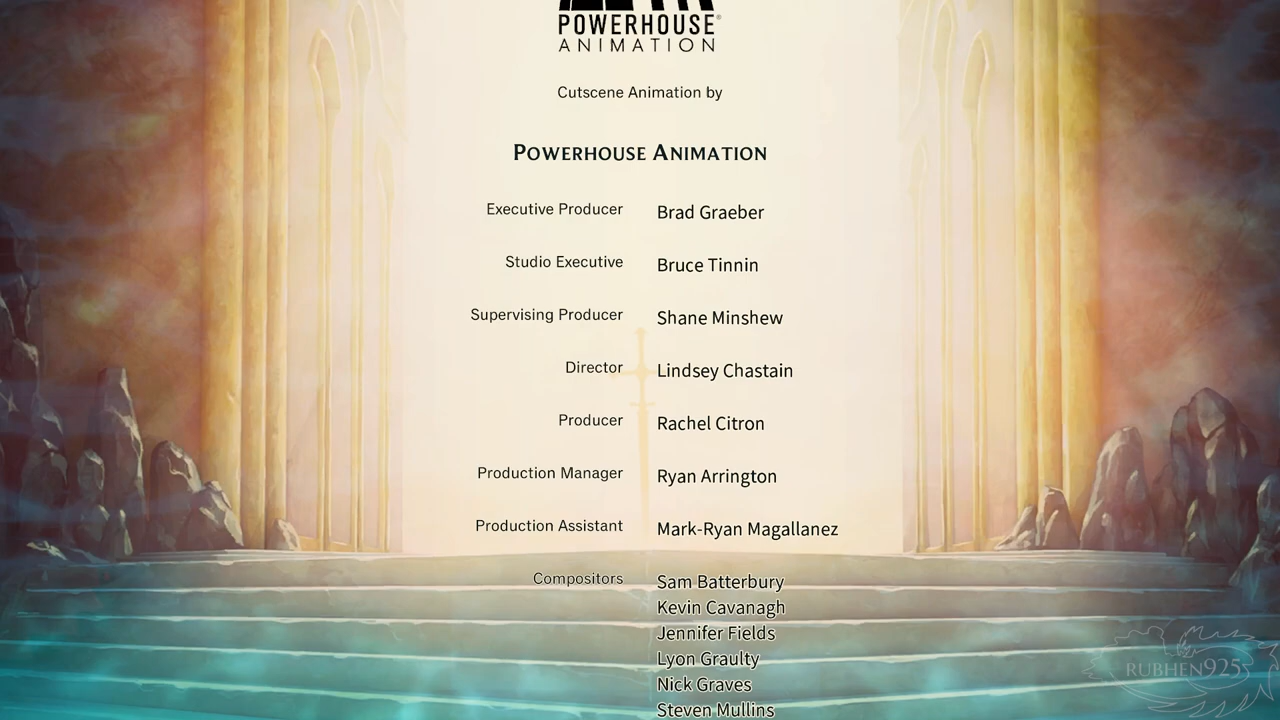 POWERHOUSE®
ANIMATION
Cutscene Animation by
POWERHOUSE ANIMATION
Executive Producer Brad Graeber
Studio Executive Bruce Tinnin
Supervising Producer Shane Minshew
Director Lindsey Chastain
Producer Rachel Citron
Production Manager Ryan Arrington
Production Assistant Mark-Ryan Magallanez
Compositors Sam Batterbury
Kevin Cavanagh
Jennifer Fields
Lyon Graulty
Nick Graves
Steven Mullins
RUBHEN925